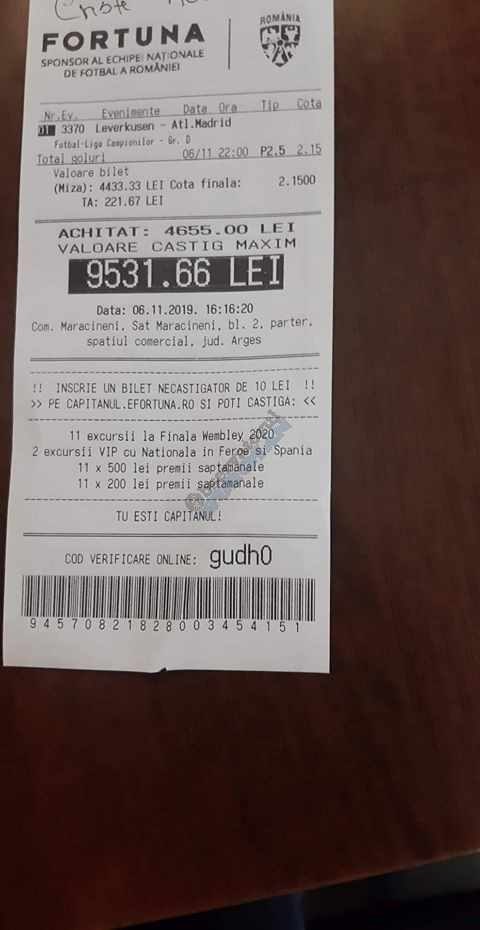 FORTUNA
SPONSOR AL ECHIPEI NAȚIONALE
DE FOTBAL A ROMÂNIEI
ROMÂNIA
Nr.Ev. Evenimente Data Ora Tip Cota
01 3370 Leverkusen - Atl.Madrid
Fotbal-Liga Campionilor - Gr. D
Total goluri 06/11 22:00 P2.5 2.15
Valoare bilet
(Miza): 4433.33 LEI Cota finala: 2.1500
TA: 221.67 LEI
ACHITAT: 4655.00 LEI
VALOARE CASTIG MAXIM
9531.66 LEI
Data: 06.11.2019. 16:16:20
Com. Maracineni, Sat Maracineni, bl. 2, parter,
spatiul comercial, jud. Arges
!! INSCRIE UN BILET NECASTIGATOR DE 10 LEI !!
>> PE CAPITANUL.EFORTUNA.RO SI POTI CASTIGA: <<
11 excursii la Finala Wembley 2020
2 excursii VIP cu Nationala in Feroe si Spania
11 x 500 lei premii saptamanale
11 x 200 lei premii saptamanale
TU ESTI CAPITANUL!
COD VERIFICARE ONLINE: gudh0
94570821828003454151